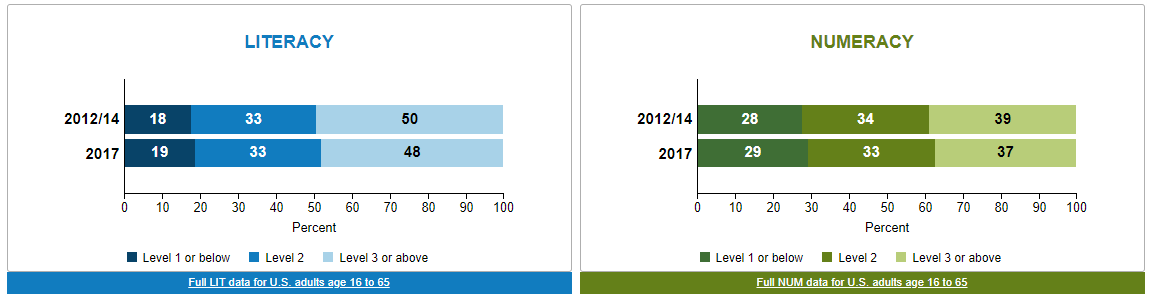 LITERACY
2012/14 18 33 50
2017 19 33 48
0 10 20 30 40 50 60 70 80 90 100
Percent
Level 1 or below Level 2 Level 3 or above
Full LIT data for U.S. adults age 16 to 65
NUMERACY
2012/14 28 34 39
2017 29 33 37
0 10 20 30 40 50 60 70 80 90 100
Percent
Level 1 or below Level 2 Level 3 or above
Full NUM data for U.S. adults age 16 to 65